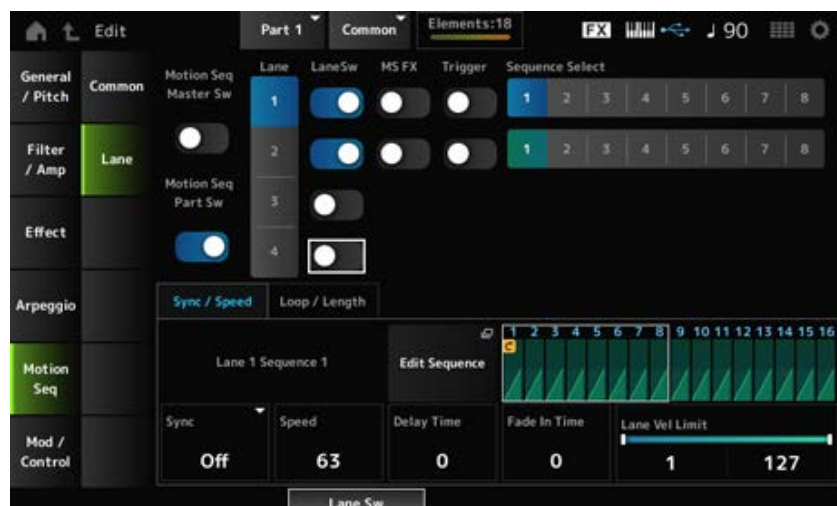 Edit
Part 1
Common
Elements:18
FX
90
General / Pitch
Filter / Amp
Effect
Arpeggio
Motion Seq
Mod / Control
Common
Lane
Motion Seq Master Sw
Motion Seq Part Sw
Lane LaneSw MS FX Trigger Sequence Select
1 1 2 3 4 5 6 7 8
2 1 2 3 4 5 6 7 8
3
4
Sync / Speed Loop / Length
Lane 1 Sequence 1
Edit Sequence
1 2 3 4 5 6 7 8 9 10 11 12 13 14 15 16
C
Sync Speed Delay Time Fade In Time Lane Vel Limit
Off 63 0 0 1 127
Lane Sw